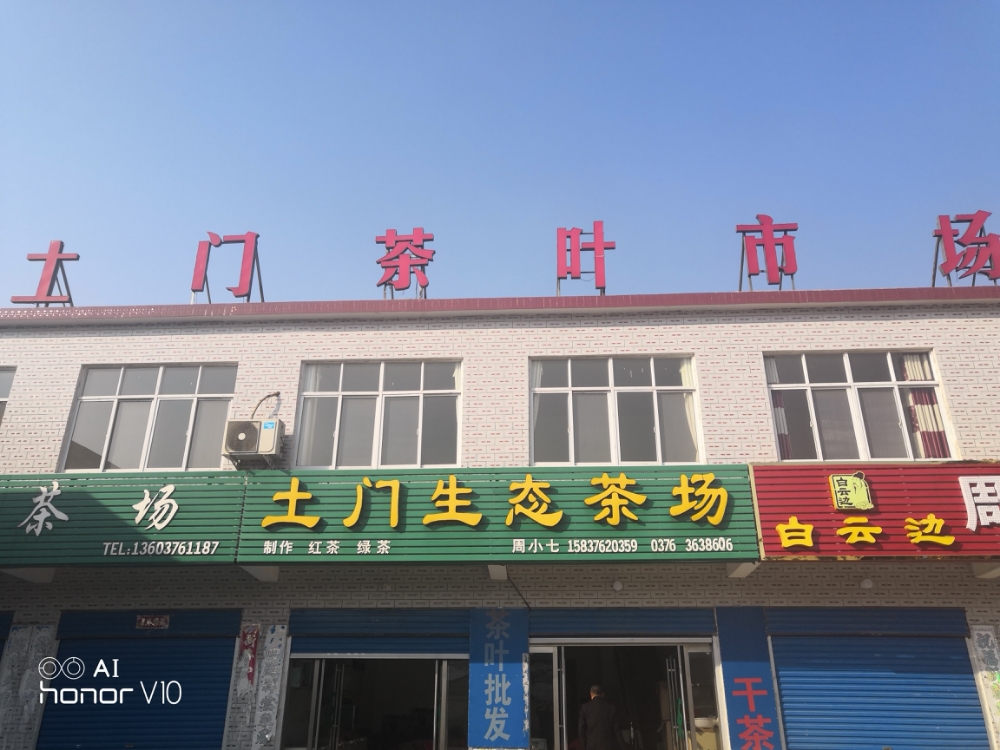 土门茶叶市场
茶场
TEL:13603761187
土门生态茶场
制作 红茶 绿茶
周小七 15837620359 0376 3638606
白云边
白云边
周
茶叶批发
干茶
AI
honor V10